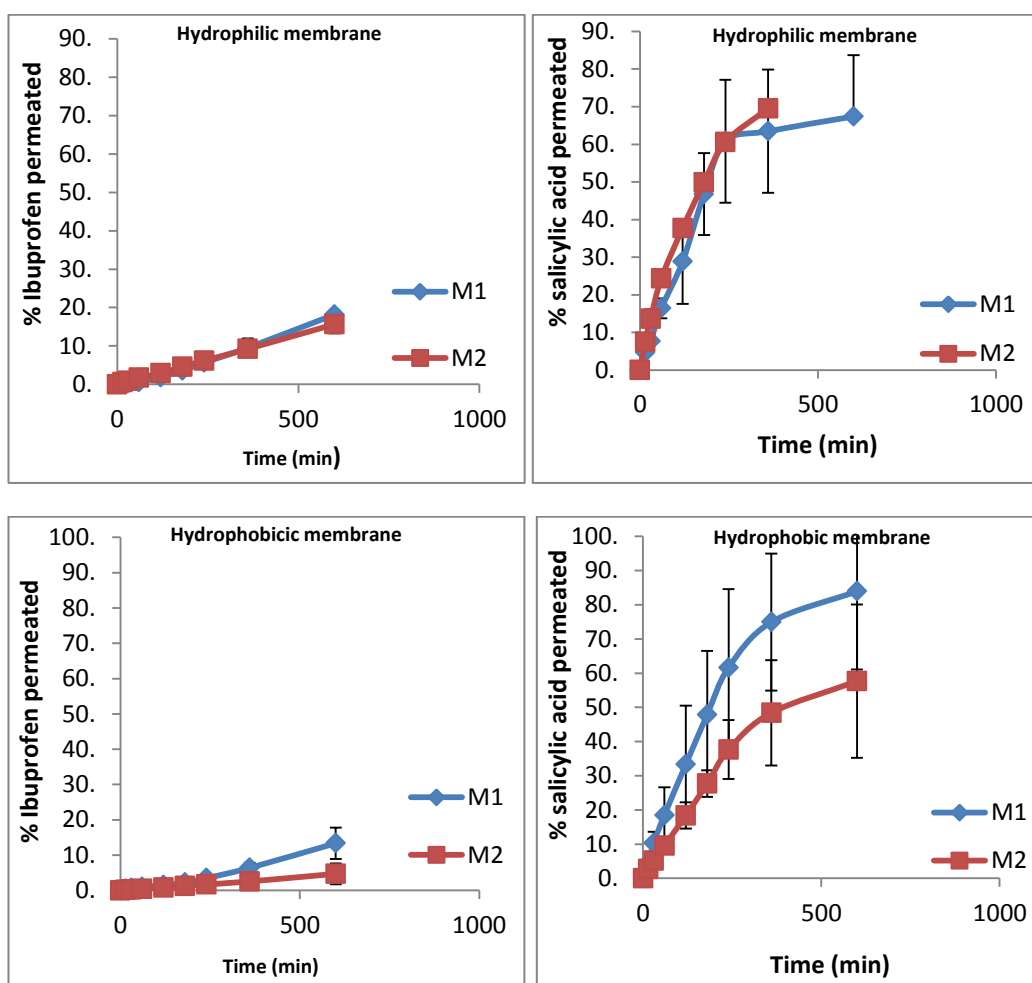 Hydrophilic membrane
% Ibuprofen permeated
90.
80.
70.
60.
50.
40.
30.
20.
10.
0.
0
500
1000
Time (min)
M1
M2
Hydrophilic membrane
% salicylic acid permeated
90.
80.
70.
60.
50.
40.
30.
20.
10.
0.
0
500
1000
Time (min)
M1
M2
Hydrophobicic membrane
% Ibuprofen permeated
100.
90.
80.
70.
60.
50.
40.
30.
20.
10.
0.
0
500
1000
Time (min)
M1
M2
Hydrophobic membrane
% salicylic acid permeated
100.
90.
80.
70.
60.
50.
40.
30.
20.
10.
0.
0
500
1000
Time (min)
M1
M2